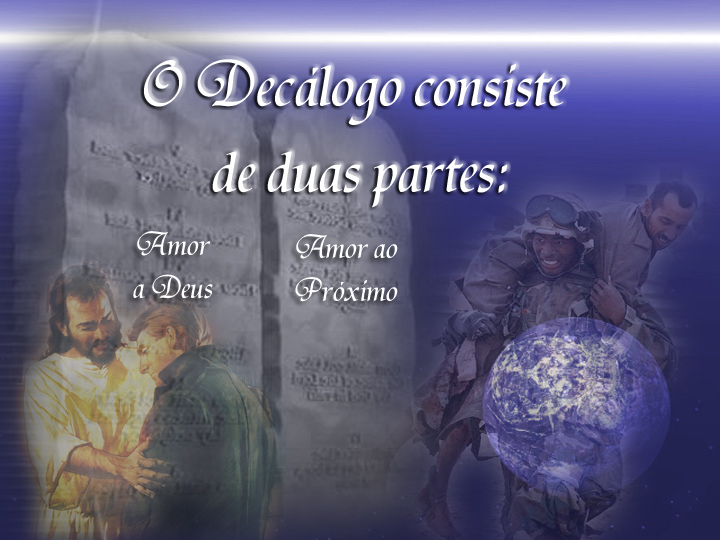 O Decálogo consiste
de duas partes:
Amor
a Deus
Amor ao
Próximo